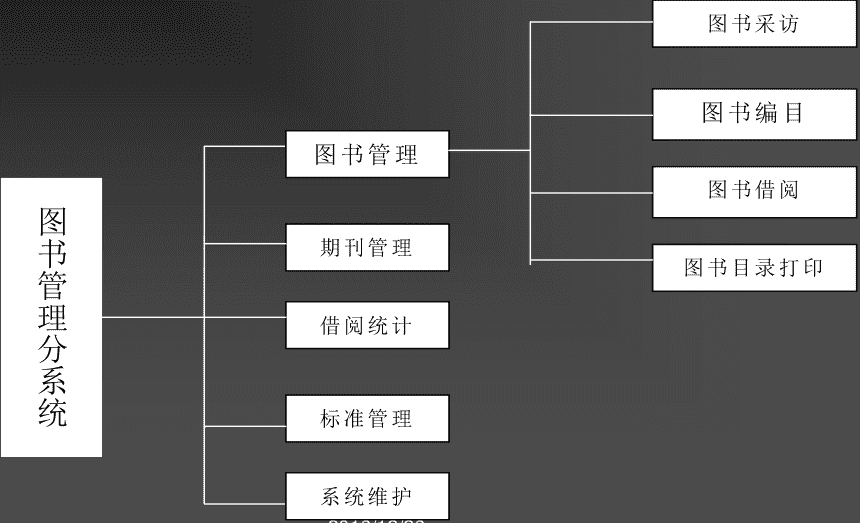 图书管理分系统
图书管理
期刊管理
借阅统计
标准管理
系统维护
图书采访
图书编目
图书借阅
图书目录打印